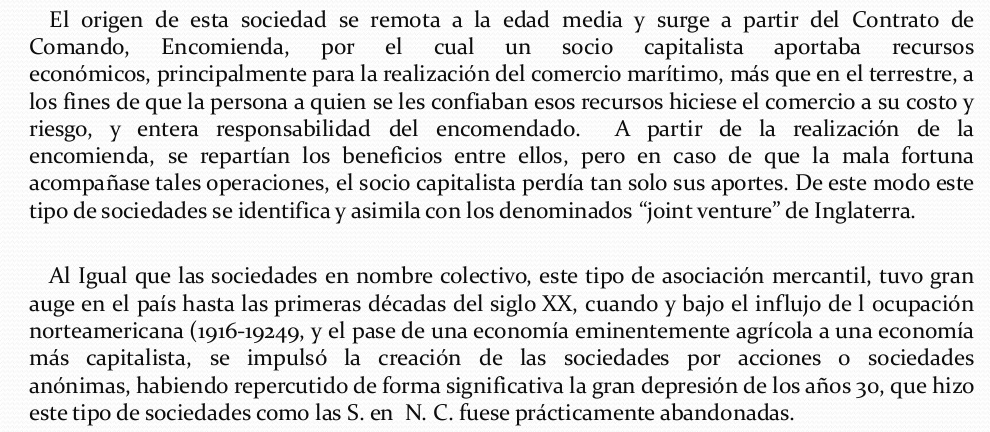 El origen de esta sociedad se remota a la edad media y surge a partir del Contrato de
Comando, Encomienda, por el cual un socio capitalista aportaba recursos
económicos, principalmente para la realización del comercio marítimo, más que en el terrestre, a
los fines de que la persona a quien se les confiaban esos recursos hiciese el comercio a su costo y
riesgo, y entera responsabilidad del encomendado. A partir de la realización de la
encomienda, se repartían los beneficios entre ellos, pero en caso de que la mala fortuna
acompañase tales operaciones, el socio capitalista perdía tan solo sus aportes. De este modo este
tipo de sociedades se identifica y asimila con los denominados “joint venture” de Inglaterra.
Al Igual que las sociedades en nombre colectivo, este tipo de asociación mercantil, tuvo gran
auge en el país hasta las primeras décadas del siglo XX, cuando y bajo el influjo de l ocupación
norteamericana (1916-19249, y el pase de una economía eminentemente agrícola a una economía
más capitalista, se impulsó la creación de las sociedades por acciones o sociedades
anónimas, habiendo repercutido de forma significativa la gran depresión de los años 30, que hizo
este tipo de sociedades como las S. en N. C. fuese prácticamente abandonadas.